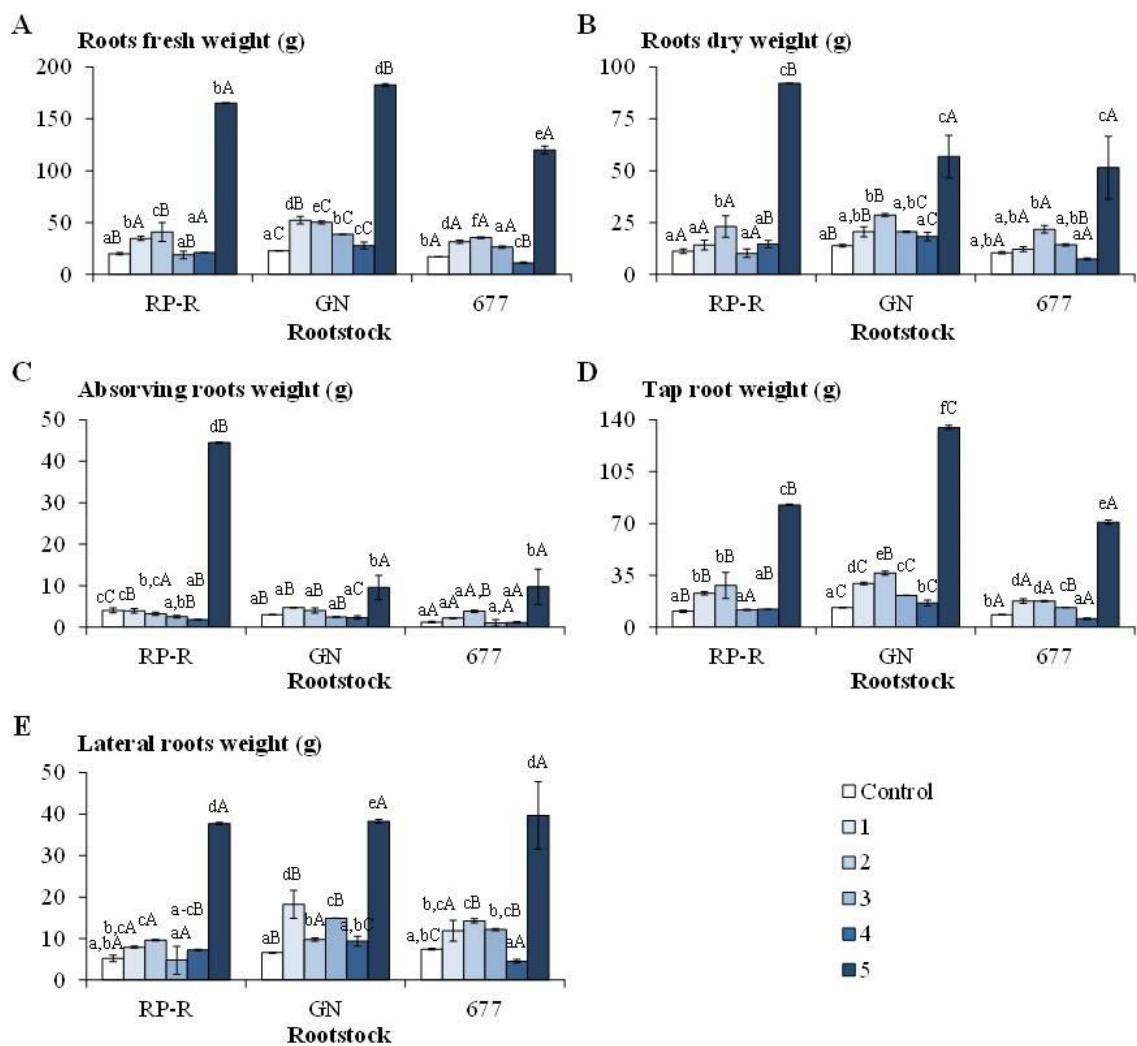 A
Roots fresh weight (g)
200
150
100
50
0
aB
bA
cB
aB
aA
bA
aC
dB
eC
bC
cC
dB
bA
dA
fA
aA
cB
eA
RP-R
GN
677
Rootstock
B
Roots dry weight (g)
100
75
50
25
0
aA
aA
bA
aA
aB
cB
aB
a,bB
bB
a,bC
aC
cA
a,bA
a,bA
bA
a,bB
aA
cA
RP-R
GN
677
Rootstock
C
Absorving roots weight (g)
50
40
30
20
10
0
cC
cB
b,cA
a,bB
aB
dB
aB
aB
aB
aB
aC
bA
aA
aA
aA,B
a,A
aA
bA
RP-R
GN
677
Rootstock
D
Tap root weight (g)
140
105
70
35
0
aB
bB
bB
aA
aB
cB
aC
dC
eB
cC
bC
fC
bA
dA
dA
cB
aA
eA
RP-R
GN
677
Rootstock
E
Lateral roots weight (g)
50
40
30
20
10
0
a,bA
b,cA
cA
aA
a-cB
dA
aB
dB
bA
cB
a,bC
eA
a,bC
b,cA
cB
b,cB
aA
dA
RP-R
GN
677
Rootstock
Control
1
2
3
4
5